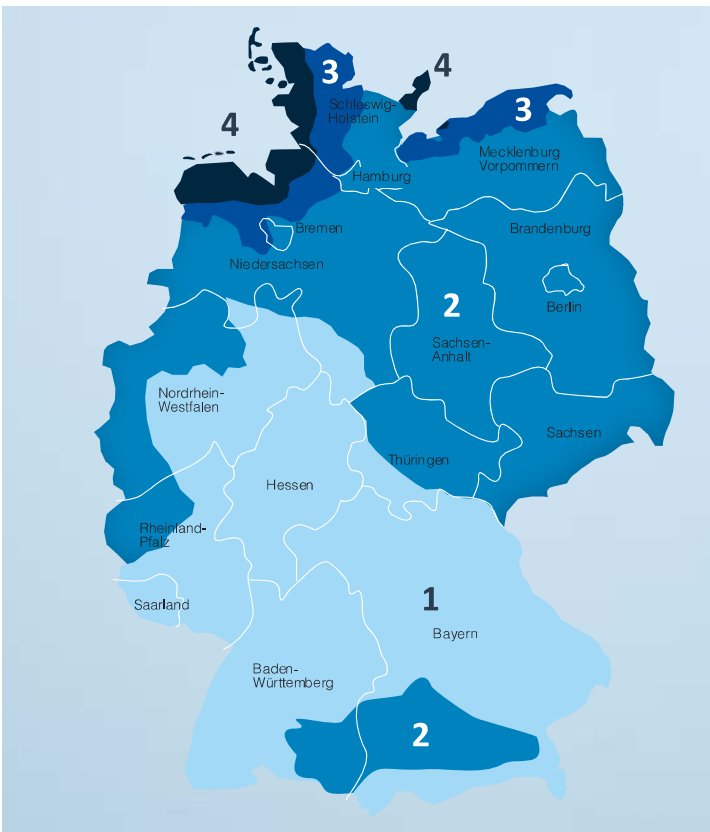 3
4
Schleswig-
Holstein
3
4
Mecklenburg
Vorpommern
Hamburg
Bremen
Brandenburg
Niedersachsen
2
Berlin
Sachsen-
Anhalt
Nordrhein-
Westfalen
Sachsen
Thüringen
Hessen
Rheinland-
Pfalz
1
Saarland
Bayern
Baden-
Württemberg
2